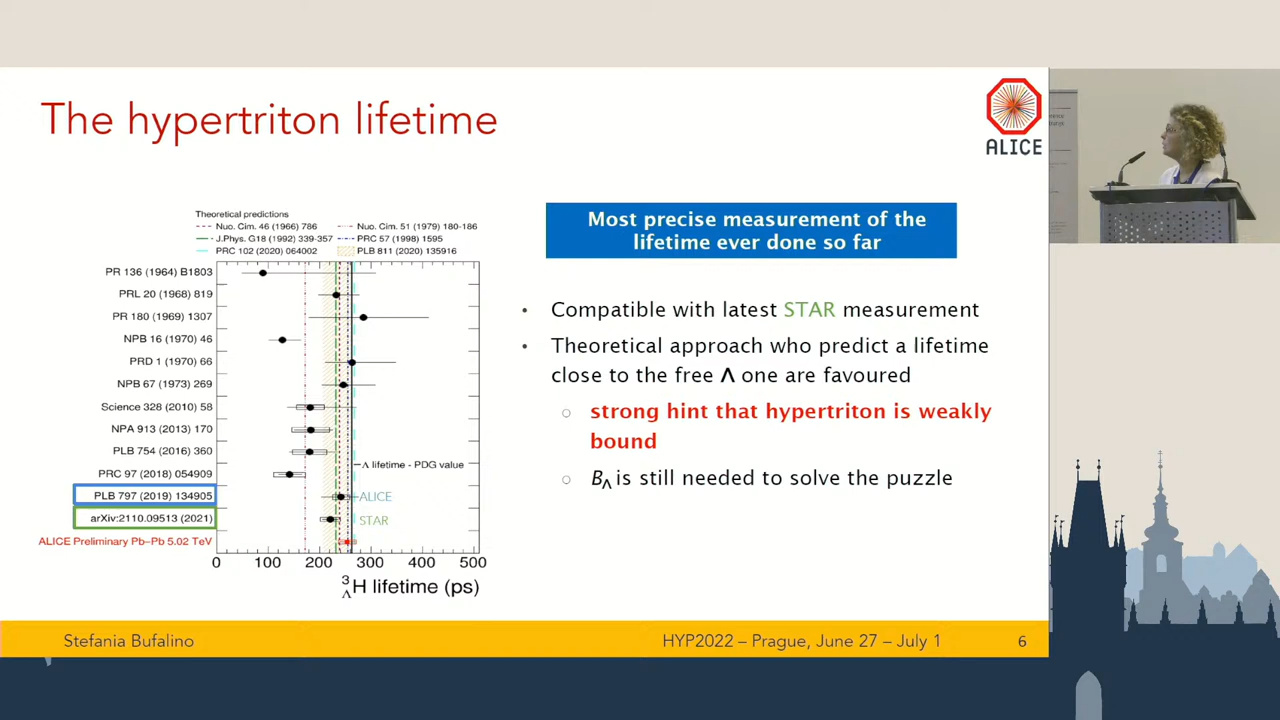 The hypertriton lifetime
ALICE
Theoretical predictions
Nuo. Cim. 46 (1966) 786
Nuo. Cim. 51 (1979) 180-186
J.Phys. G18 (1992) 339-357
PRC 57 (1998) 1595
PRC 102 (2020) 064002
PLB 811 (2020) 135916
PR 136 (1964) B1803
PRL 20 (1968) 819
PR 180 (1969) 1307
NPB 16 (1970) 46
PRD 1 (1970) 66
NPB 67 (1973) 269
Science 328 (2010) 58
NPA 913 (2013) 170
PLB 754 (2016) 360
PRC 97 (2018) 054909
PLB 797 (2019) 134905
arXiv:2110.09513 (2021)
ALICE Preliminary Pb–Pb 5.02 TeV
Λ lifetime - PDG value
ALICE
STAR
0 100 200 300 400 500
³ΛH lifetime (ps)
Most precise measurement of the
lifetime ever done so far
• Compatible with latest STAR measurement
• Theoretical approach who predict a lifetime
close to the free Λ one are favoured
○ strong hint that hypertriton is weakly
bound
○ BΛ is still needed to solve the puzzle
Stefania Bufalino
HYP2022 – Prague, June 27 – July 1
6